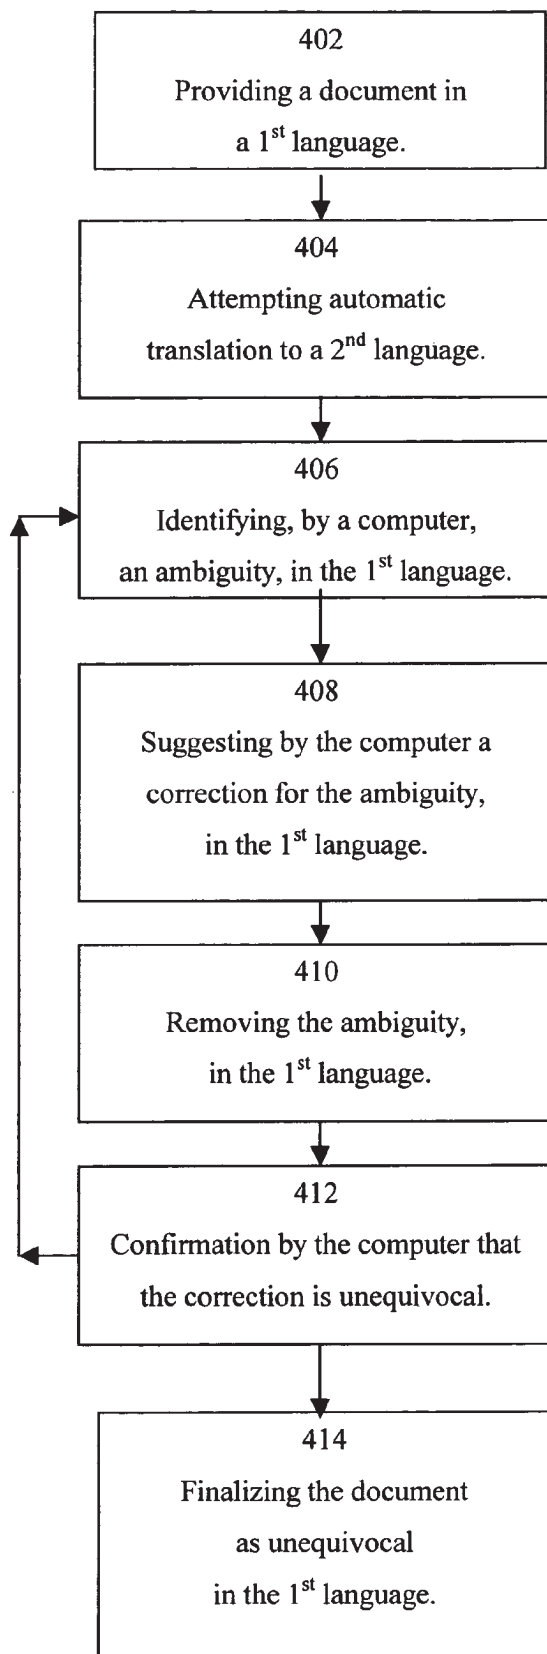 402
Providing a document in
a 1st language.
404
Attempting automatic
translation to a 2nd language.
406
Identifying, by a computer,
an ambiguity, in the 1st language.
408
Suggesting by the computer a
correction for the ambiguity,
in the 1st language.
410
Removing the ambiguity,
in the 1st language.
412
Confirmation by the computer that
the correction is unequivocal.
414
Finalizing the document
as unequivocal
in the 1st language.